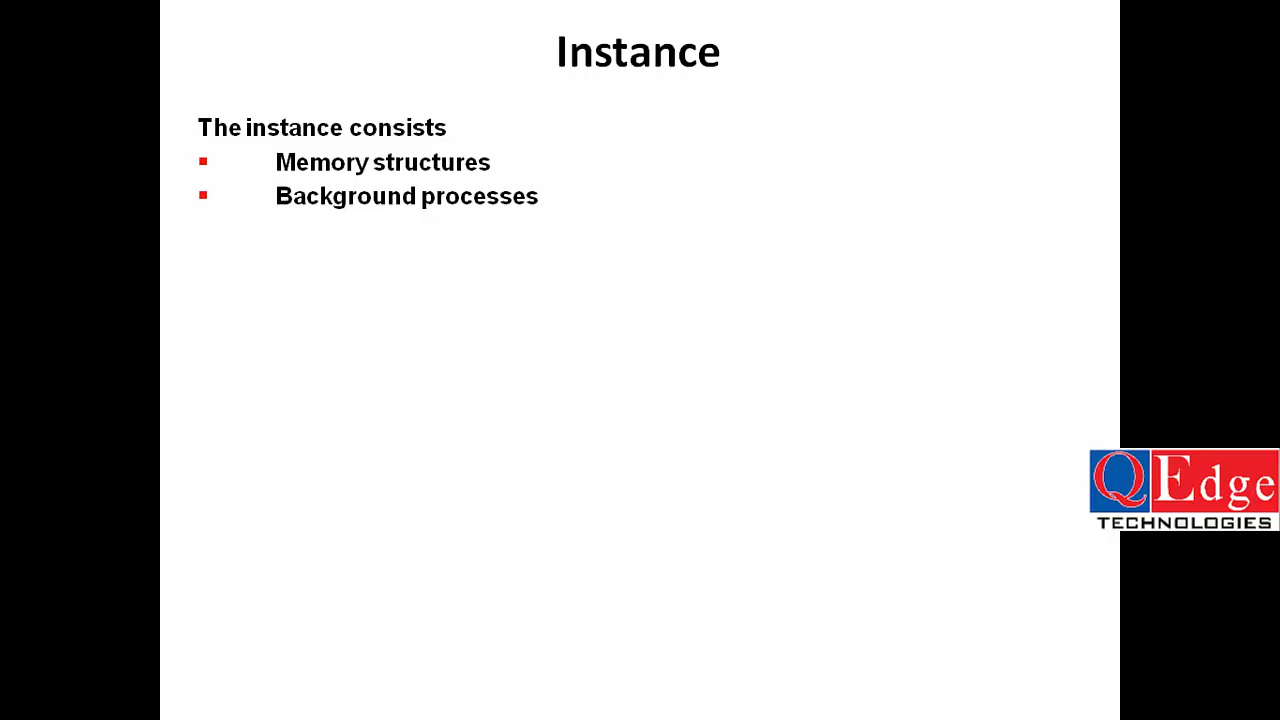 Instance
The instance consists
Memory structures
Background processes
QEdge
TECHNOLOGIES